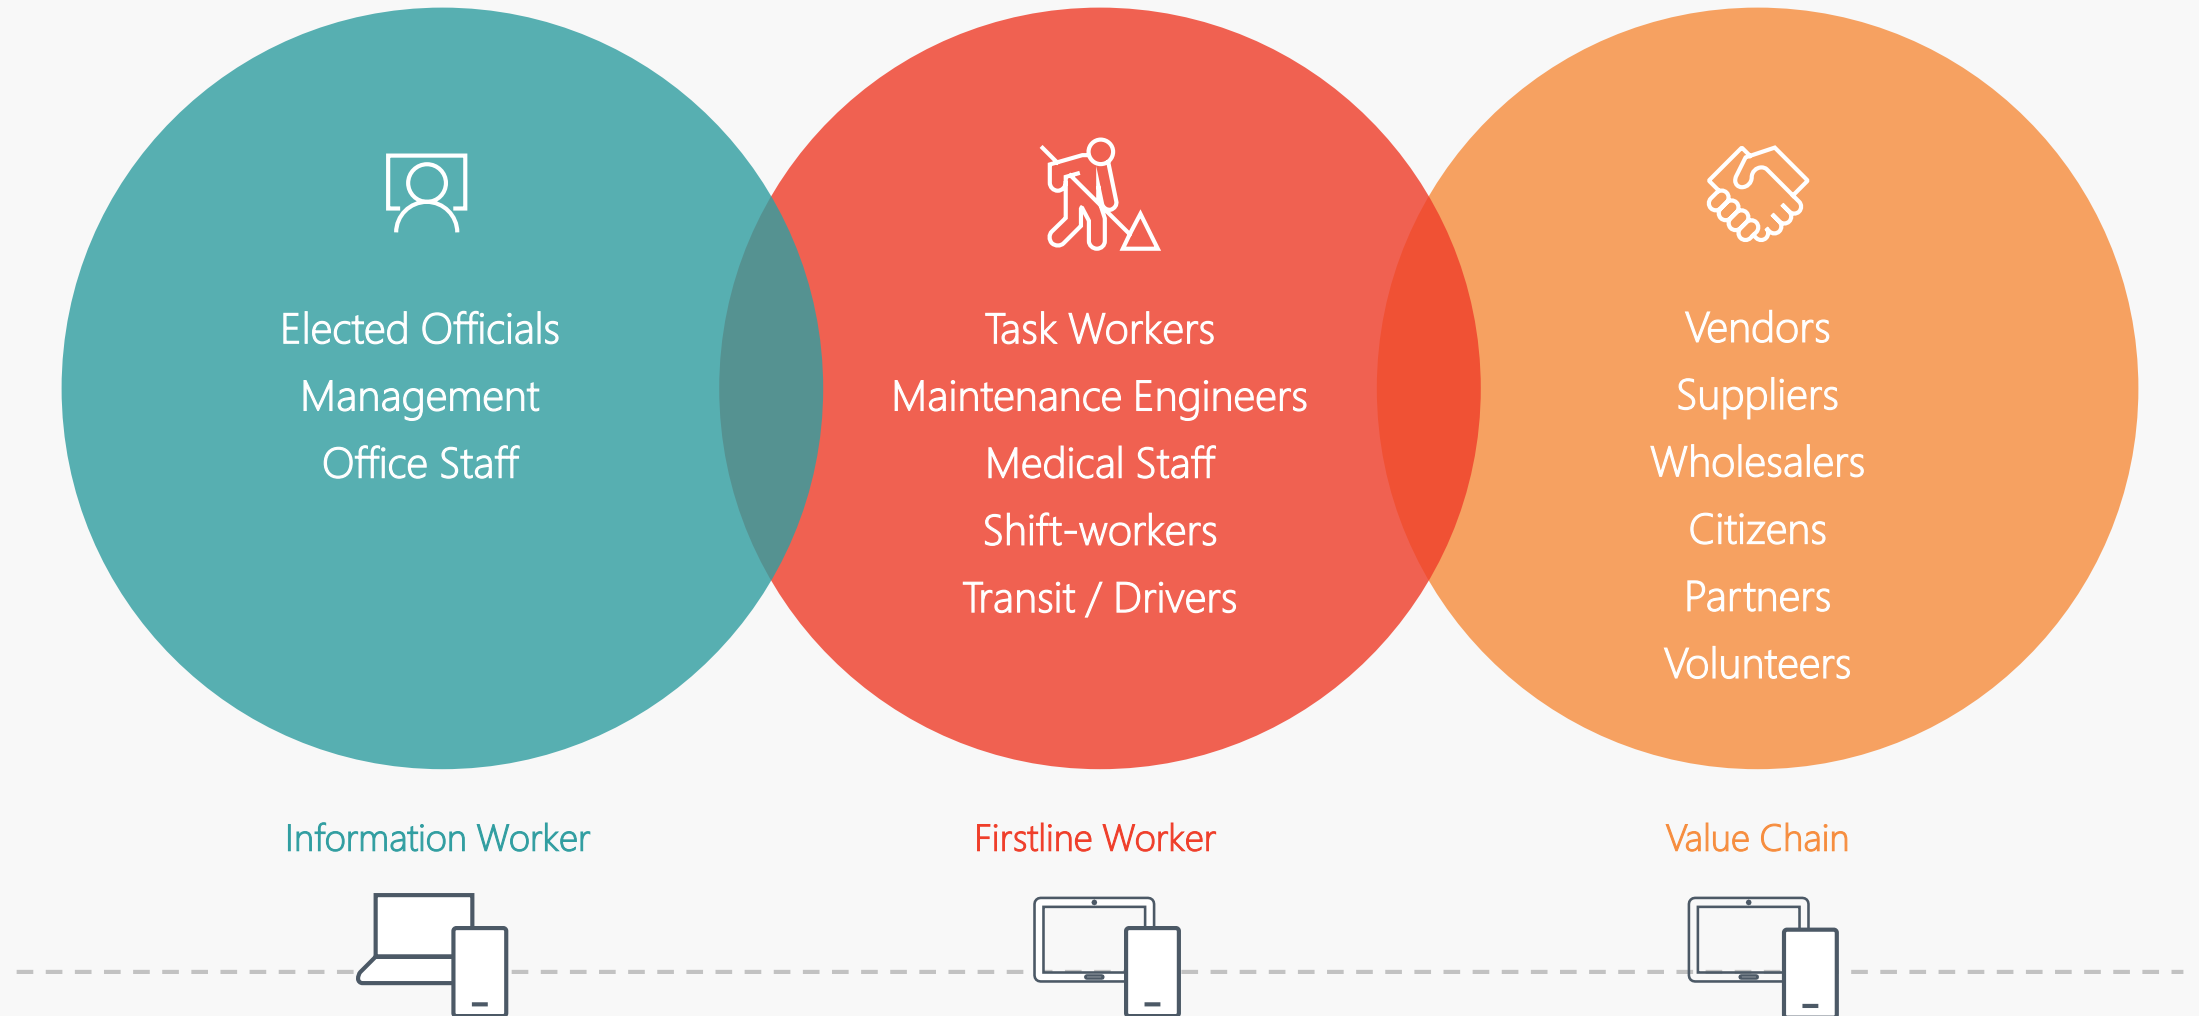 Elected Officials
Management
Office Staff
Task Workers
Maintenance Engineers
Medical Staff
Shift-workers
Transit / Drivers
Vendors
Suppliers
Wholesalers
Citizens
Partners
Volunteers
Information Worker
Firstline Worker
Value Chain